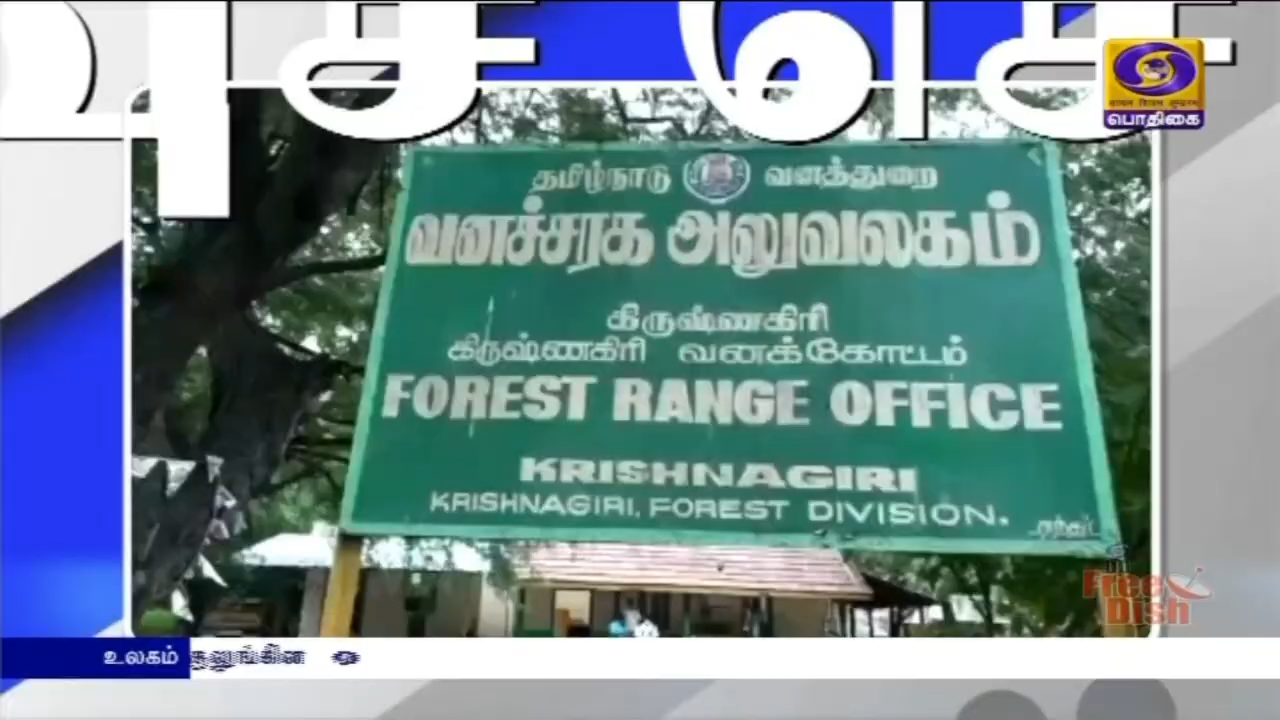 பொதிகை
தமிழ்நாடு வனத்துறை
வனச்சரக அலுவலகம்
கிருஷ்ணகிரி
கிருஷ்ணகிரி வனக்கோட்டம்
FOREST RANGE OFFICE
KRISHNAGIRI
KRISHNAGIRI. FOREST DIVISION.
Free
Dish
உலகம்